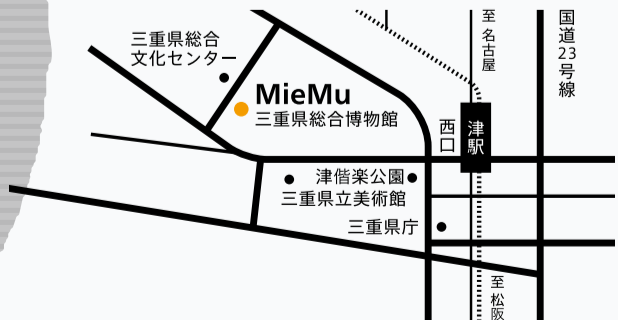 三重県総合
文化センター
MieMu
三重県総合博物館
至 名古屋
国道23号線
西口
津駅
津偕楽公園
三重県立美術館
三重県庁
至 松阪